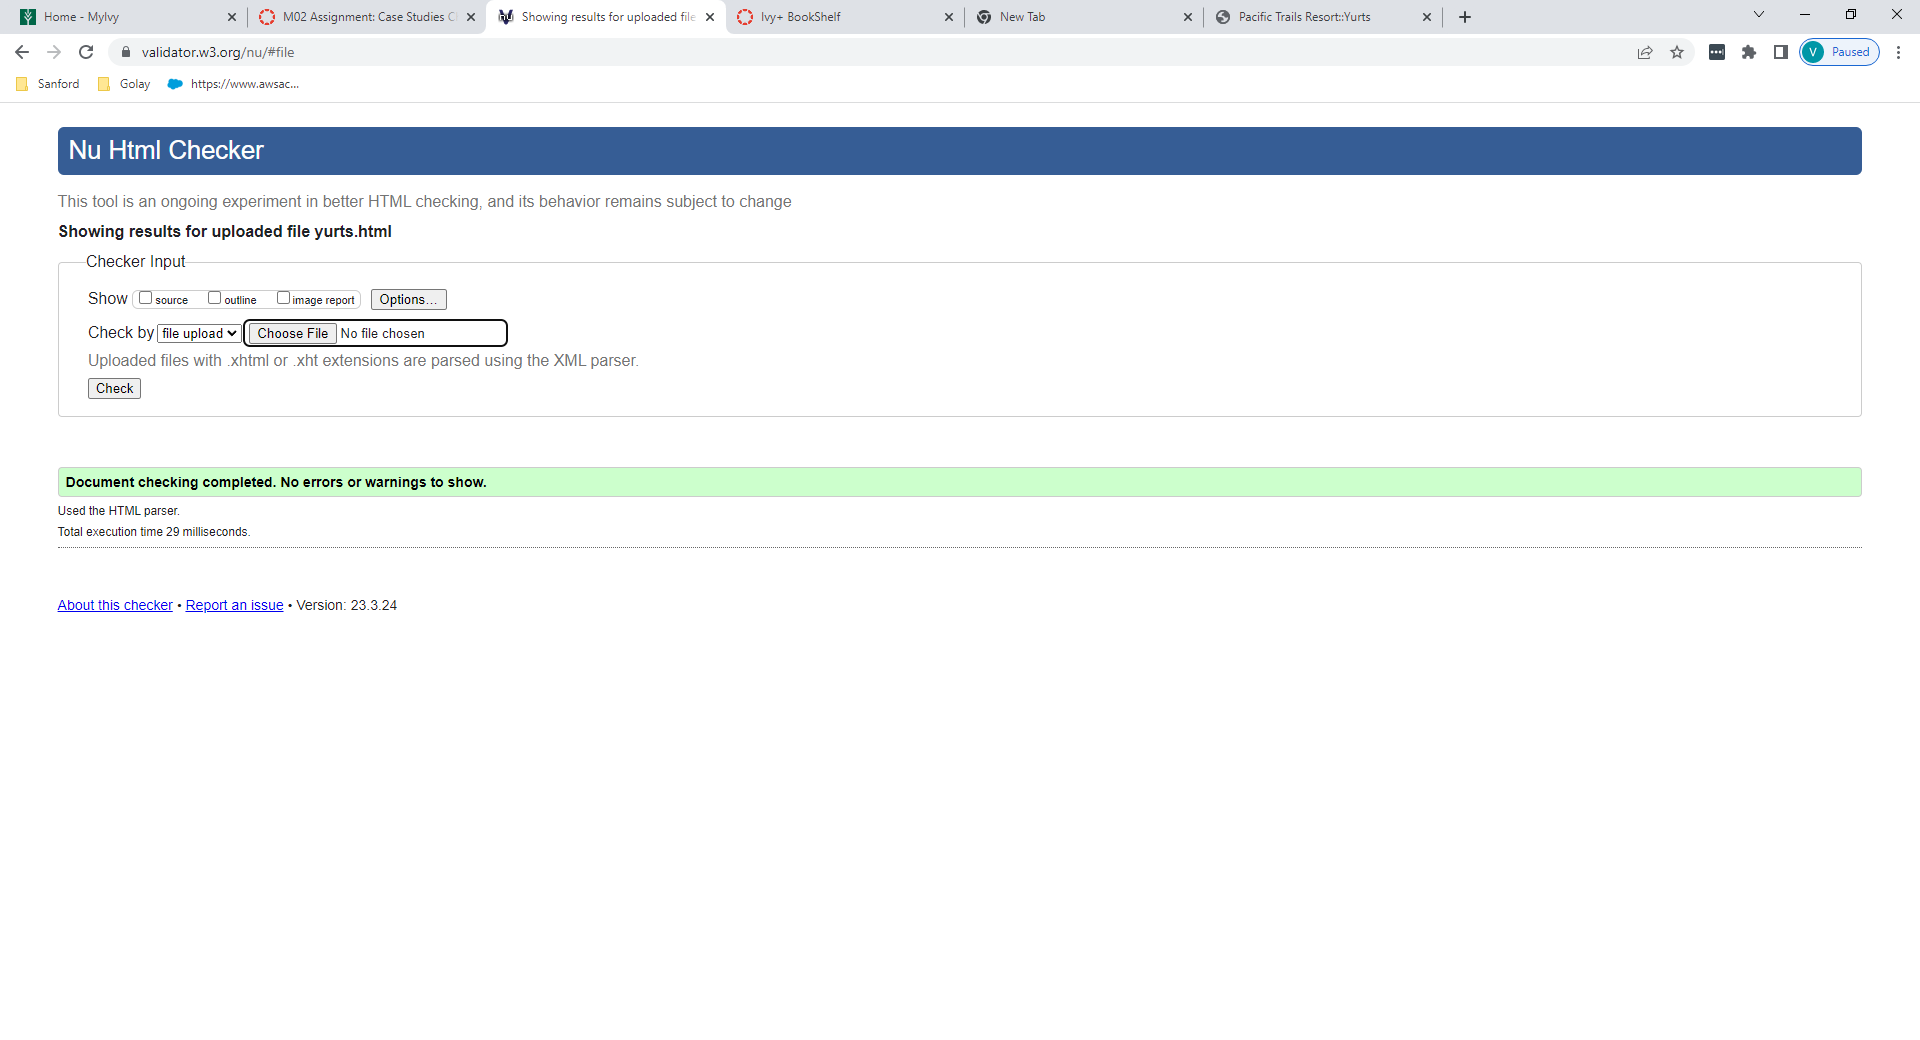 Home - MyIvy
M02 Assignment: Case Studies C
Showing results for uploaded file
Ivy+ BookShelf
New Tab
Pacific Trails Resort::Yurts
validator.w3.org/nu/#file
V Paused
Sanford
Golay
https://www.awsac...
Nu Html Checker
This tool is an ongoing experiment in better HTML checking, and its behavior remains subject to change
Showing results for uploaded file yurts.html
Checker Input
Show source outline image report Options...
Check by file upload Choose File No file chosen
Uploaded files with .xhtml or .xht extensions are parsed using the XML parser.
Check
Document checking completed. No errors or warnings to show.
Used the HTML parser.
Total execution time 29 milliseconds.
About this checker • Report an issue • Version: 23.3.24